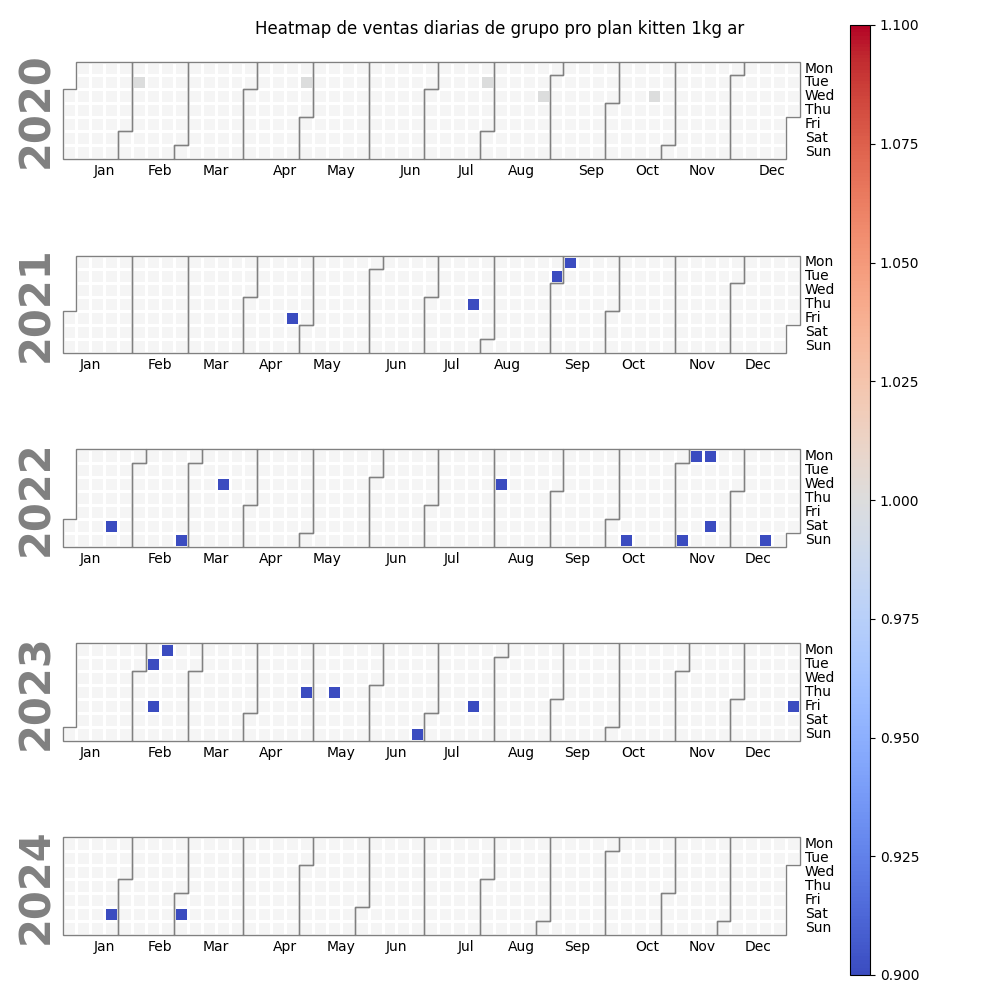 Heatmap de ventas diarias de grupo pro plan kitten 1kg ar
2020
Mon
Tue
Wed
Thu
Fri
Sat
Sun
Jan Feb Mar Apr May Jun Jul Aug Sep Oct Nov Dec
2021
Mon
Tue
Wed
Thu
Fri
Sat
Sun
Jan Feb Mar Apr May Jun Jul Aug Sep Oct Nov Dec
2022
Mon
Tue
Wed
Thu
Fri
Sat
Sun
Jan Feb Mar Apr May Jun Jul Aug Sep Oct Nov Dec
2023
Mon
Tue
Wed
Thu
Fri
Sat
Sun
Jan Feb Mar Apr May Jun Jul Aug Sep Oct Nov Dec
2024
Mon
Tue
Wed
Thu
Fri
Sat
Sun
Jan Feb Mar Apr May Jun Jul Aug Sep Oct Nov Dec
1.100
1.075
1.050
1.025
1.000
0.975
0.950
0.925
0.900